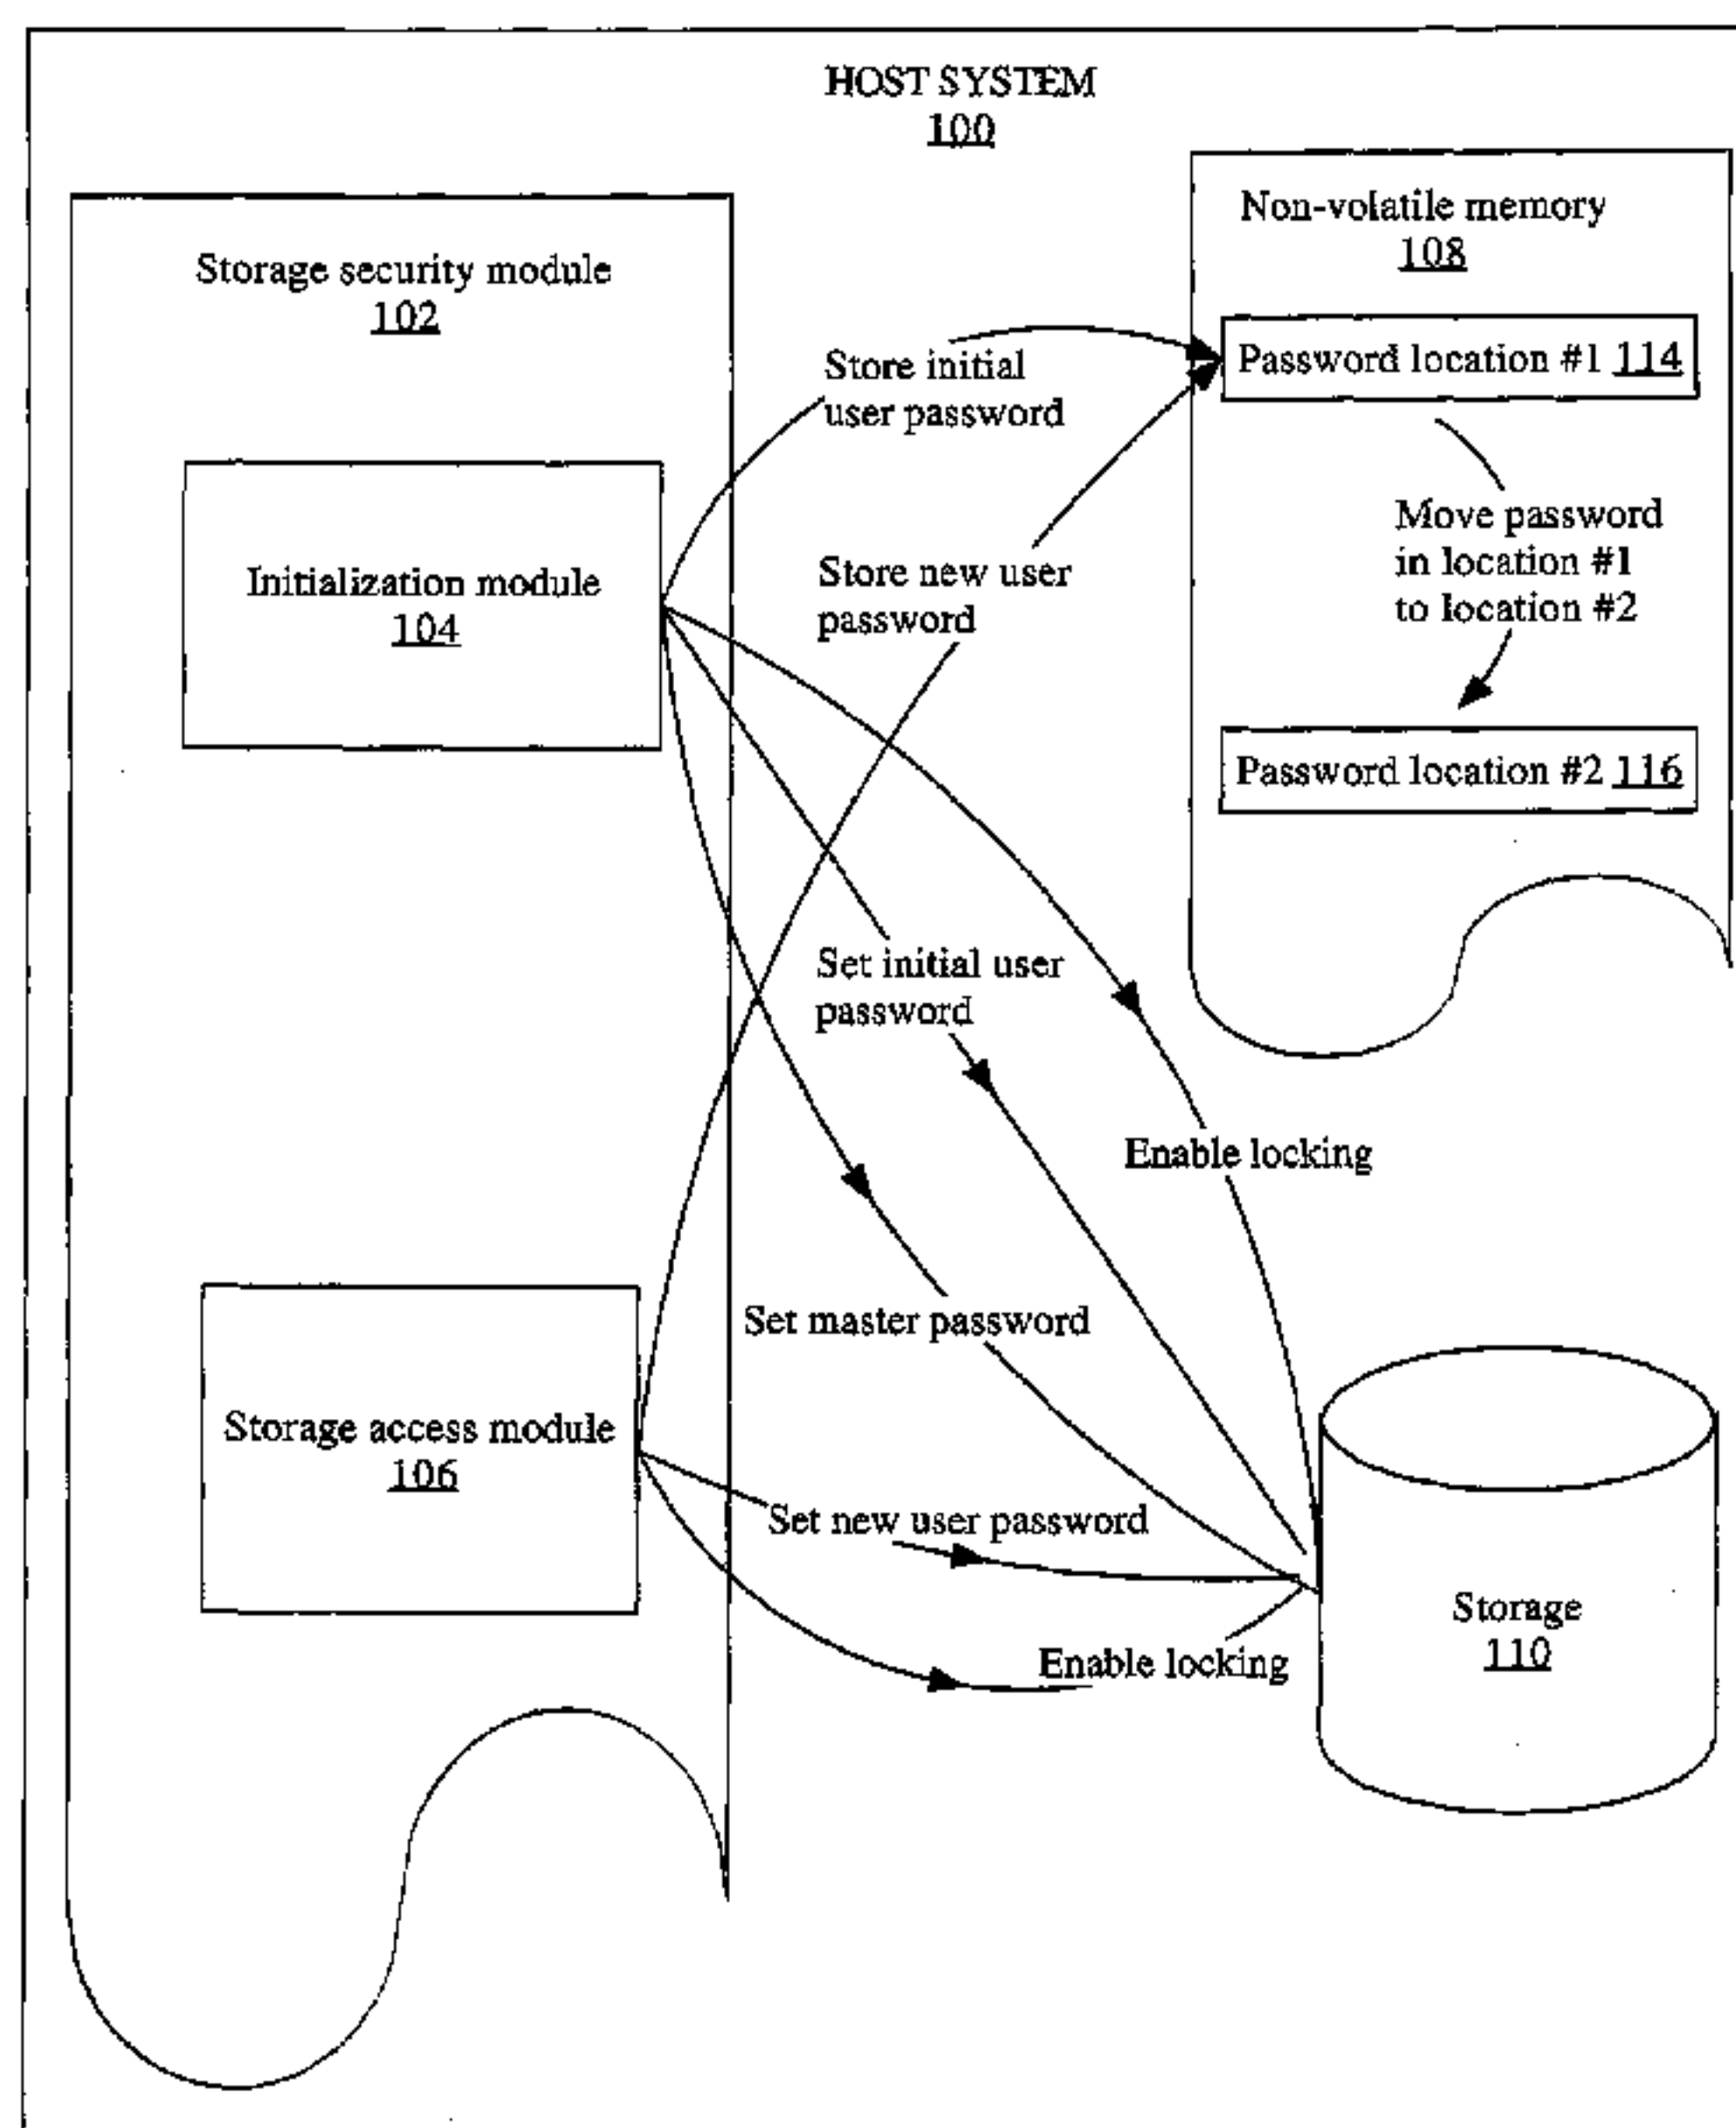 HOST SYSTEM
100
Storage security module
102
Non-volatile memory
108
Password location #1 114
Store initial
user password
Move password
in location #1
to location #2
Initialization module
104
Store new user
password
Password location #2 116
Set initial user
password
Enable locking
Set master password
Storage access module
106
Set new user password
Enable locking
Storage
110